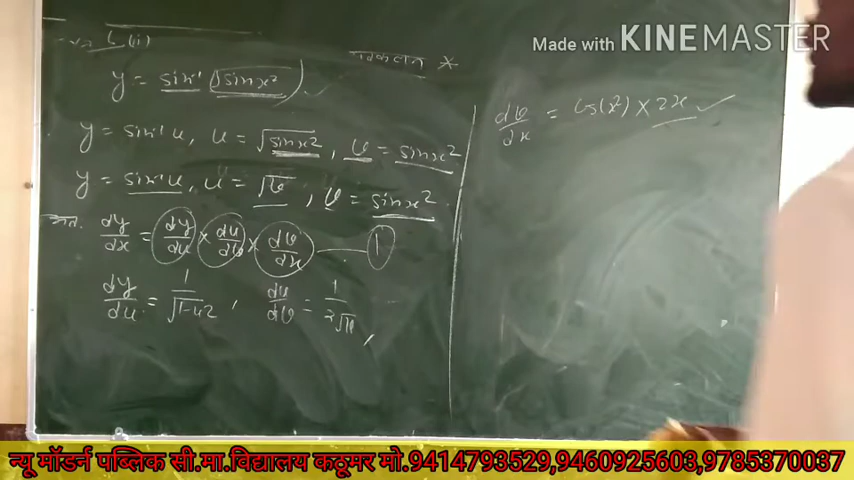 Made with KINEMASTER
6 (ii)
अवकलन *
y = sin⁻¹ (√sinx²)
y = sin⁻¹u, u = √sinx², v = sinx²
y = sin⁻¹u, u = √v, v = sinx²
अतः dy/dx = dy/du × du/dv × dv/dx —— 1
dy/du = 1/√1-u2, du/dv = 1/2√u,
dv/dx = Cos(x²) × 2x ✓
न्यू मॉडर्न पब्लिक सी.मा.विद्यालय कठूमर मो.9414793529,9460925603,9785370037